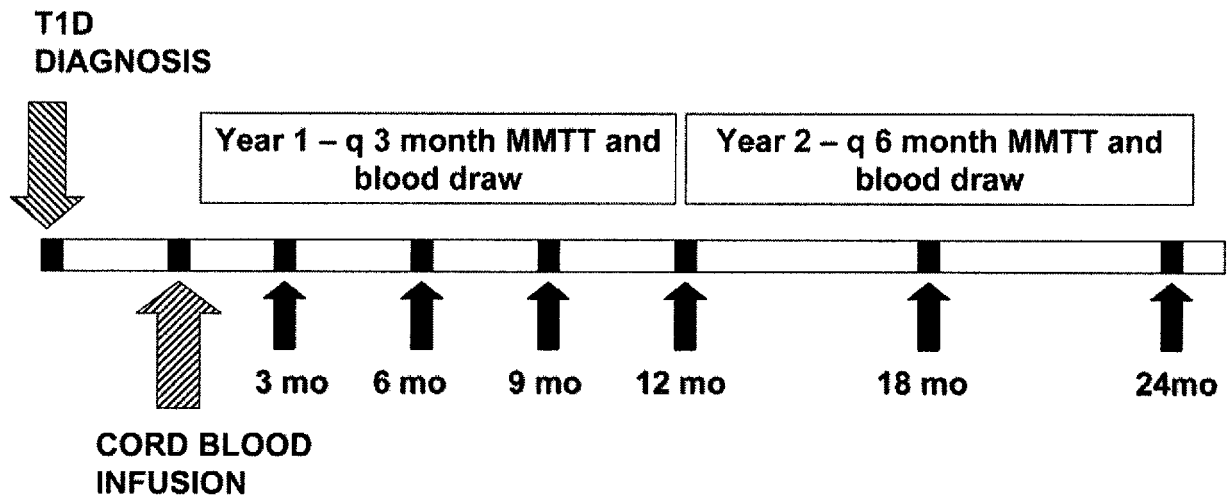 T1D
DIAGNOSIS
Year 1 – q 3 month MMTT and
blood draw
Year 2 – q 6 month MMTT and
blood draw
3 mo
6 mo
9 mo
12 mo
18 mo
24mo
CORD BLOOD
INFUSION